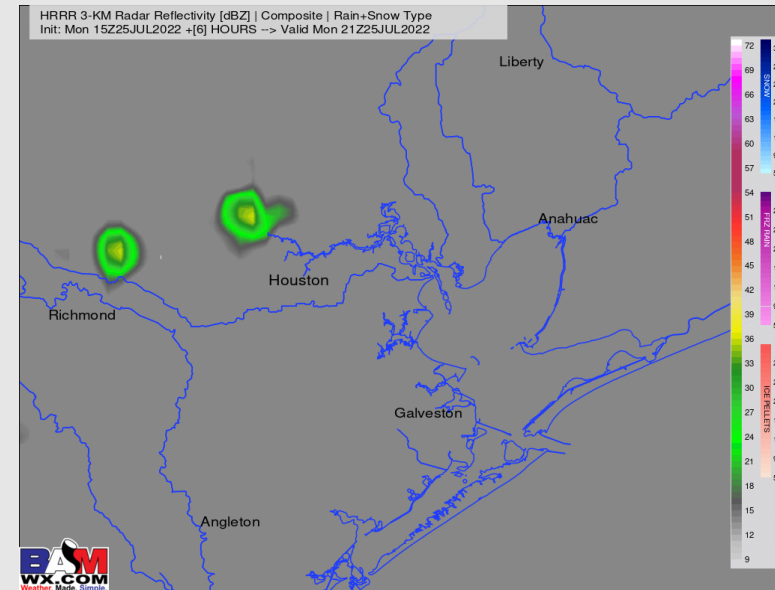 HRRR 3-KM Radar Reflectivity [dBZ] | Composite | Rain+Snow Type
Init: Mon 15Z25JUL2022 +[6] HOURS --> Valid Mon 21Z25JUL2022
Liberty
Anahuac
Houston
Richmond
Galveston
Angleton
72
69
66
63
60
57
54
51
48
45
42
39
36
33
30
27
24
21
18
15
12
9
SNOW
FRZ RAIN
ICE PELLETS
BAM
WX.COM
Weather. Made. Simple.